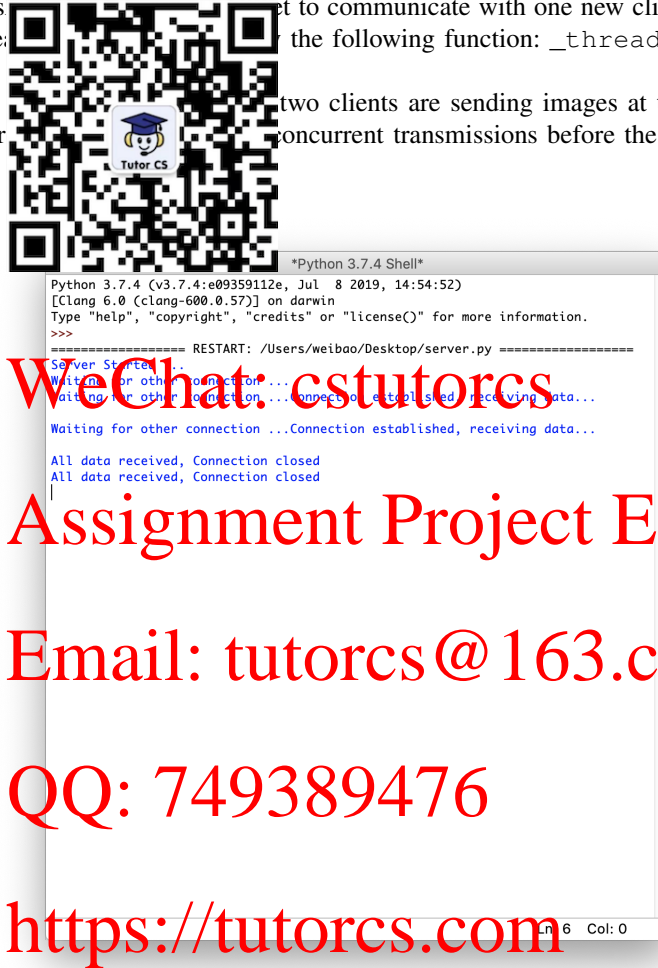 et to communicate with one new cli
the following function: _thread
two clients are sending images at
concurrent transmissions before the
Tutor CS
*Python 3.7.4 Shell*
Python 3.7.4 (v3.7.4:e09359112e, Jul  8 2019, 14:54:52)
[Clang 6.0 (clang-600.0.57)] on darwin
Type "help", "copyright", "credits" or "license()" for more information.
>>>
================== RESTART: /Users/weibao/Desktop/server.py ==================
Server Started ...
Waiting for other connection ...
Waiting for other connection ...Connection established, receiving data...
WeChat: cstutorcs
Waiting for other connection ...Connection established, receiving data...
All data received, Connection closed
All data received, Connection closed
Assignment Project E
Email: tutorcs@163.c
QQ: 749389476
https://tutorcs.com
Ln: 6 Col: 0